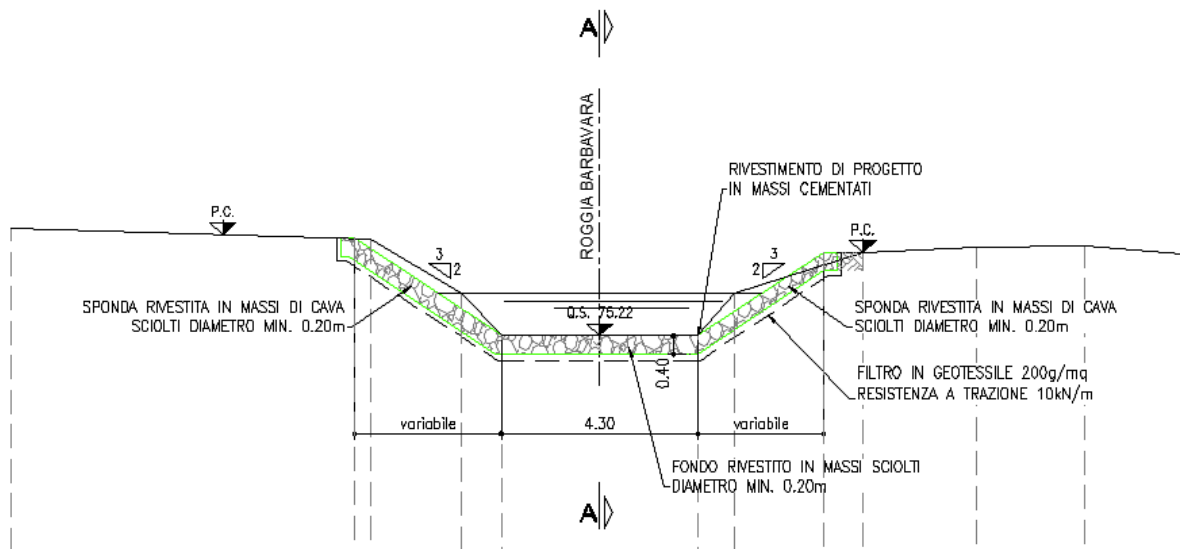 A
ROGGIA BARBAVARA
RIVESTIMENTO DI PROGETTO
IN MASSI CEMENTATI
P.C.
P.C.
3
2
3
2
SPONDA RIVESTITA IN MASSI DI CAVA
SCIOLTI DIAMETRO MIN. 0.20m
Q.S. 75.22
SPONDA RIVESTITA IN MASSI DI CAVA
SCIOLTI DIAMETRO MIN. 0.20m
0.40
FILTRO IN GEOTESSILE 200g/mq
RESISTENZA A TRAZIONE 10kN/m
variabile
4.30
variabile
FONDO RIVESTITO IN MASSI SCIOLTI
DIAMETRO MIN. 0.20m
A